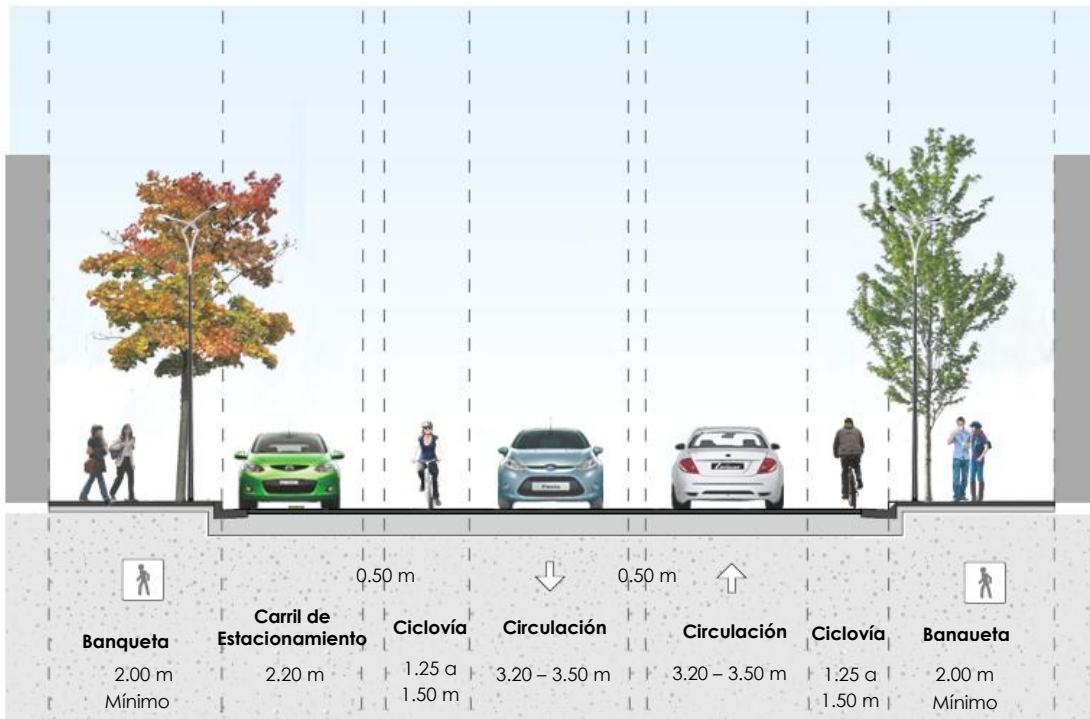 0.50 m
0.50 m
Banqueta
2.00 m
Mínimo
Carril de
Estacionamiento
2.20 m
Ciclovía
1.25 a
1.50 m
Circulación
3.20 – 3.50 m
Circulación
3.20 – 3.50 m
Ciclovía
1.25 a
1.50 m
Banaueta
2.00 m
Mínimo